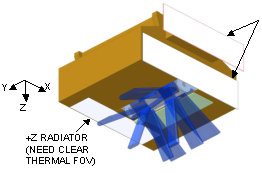 Y
X
Z
+Z RADIATOR
(NEED CLEAR
THERMAL FOV)